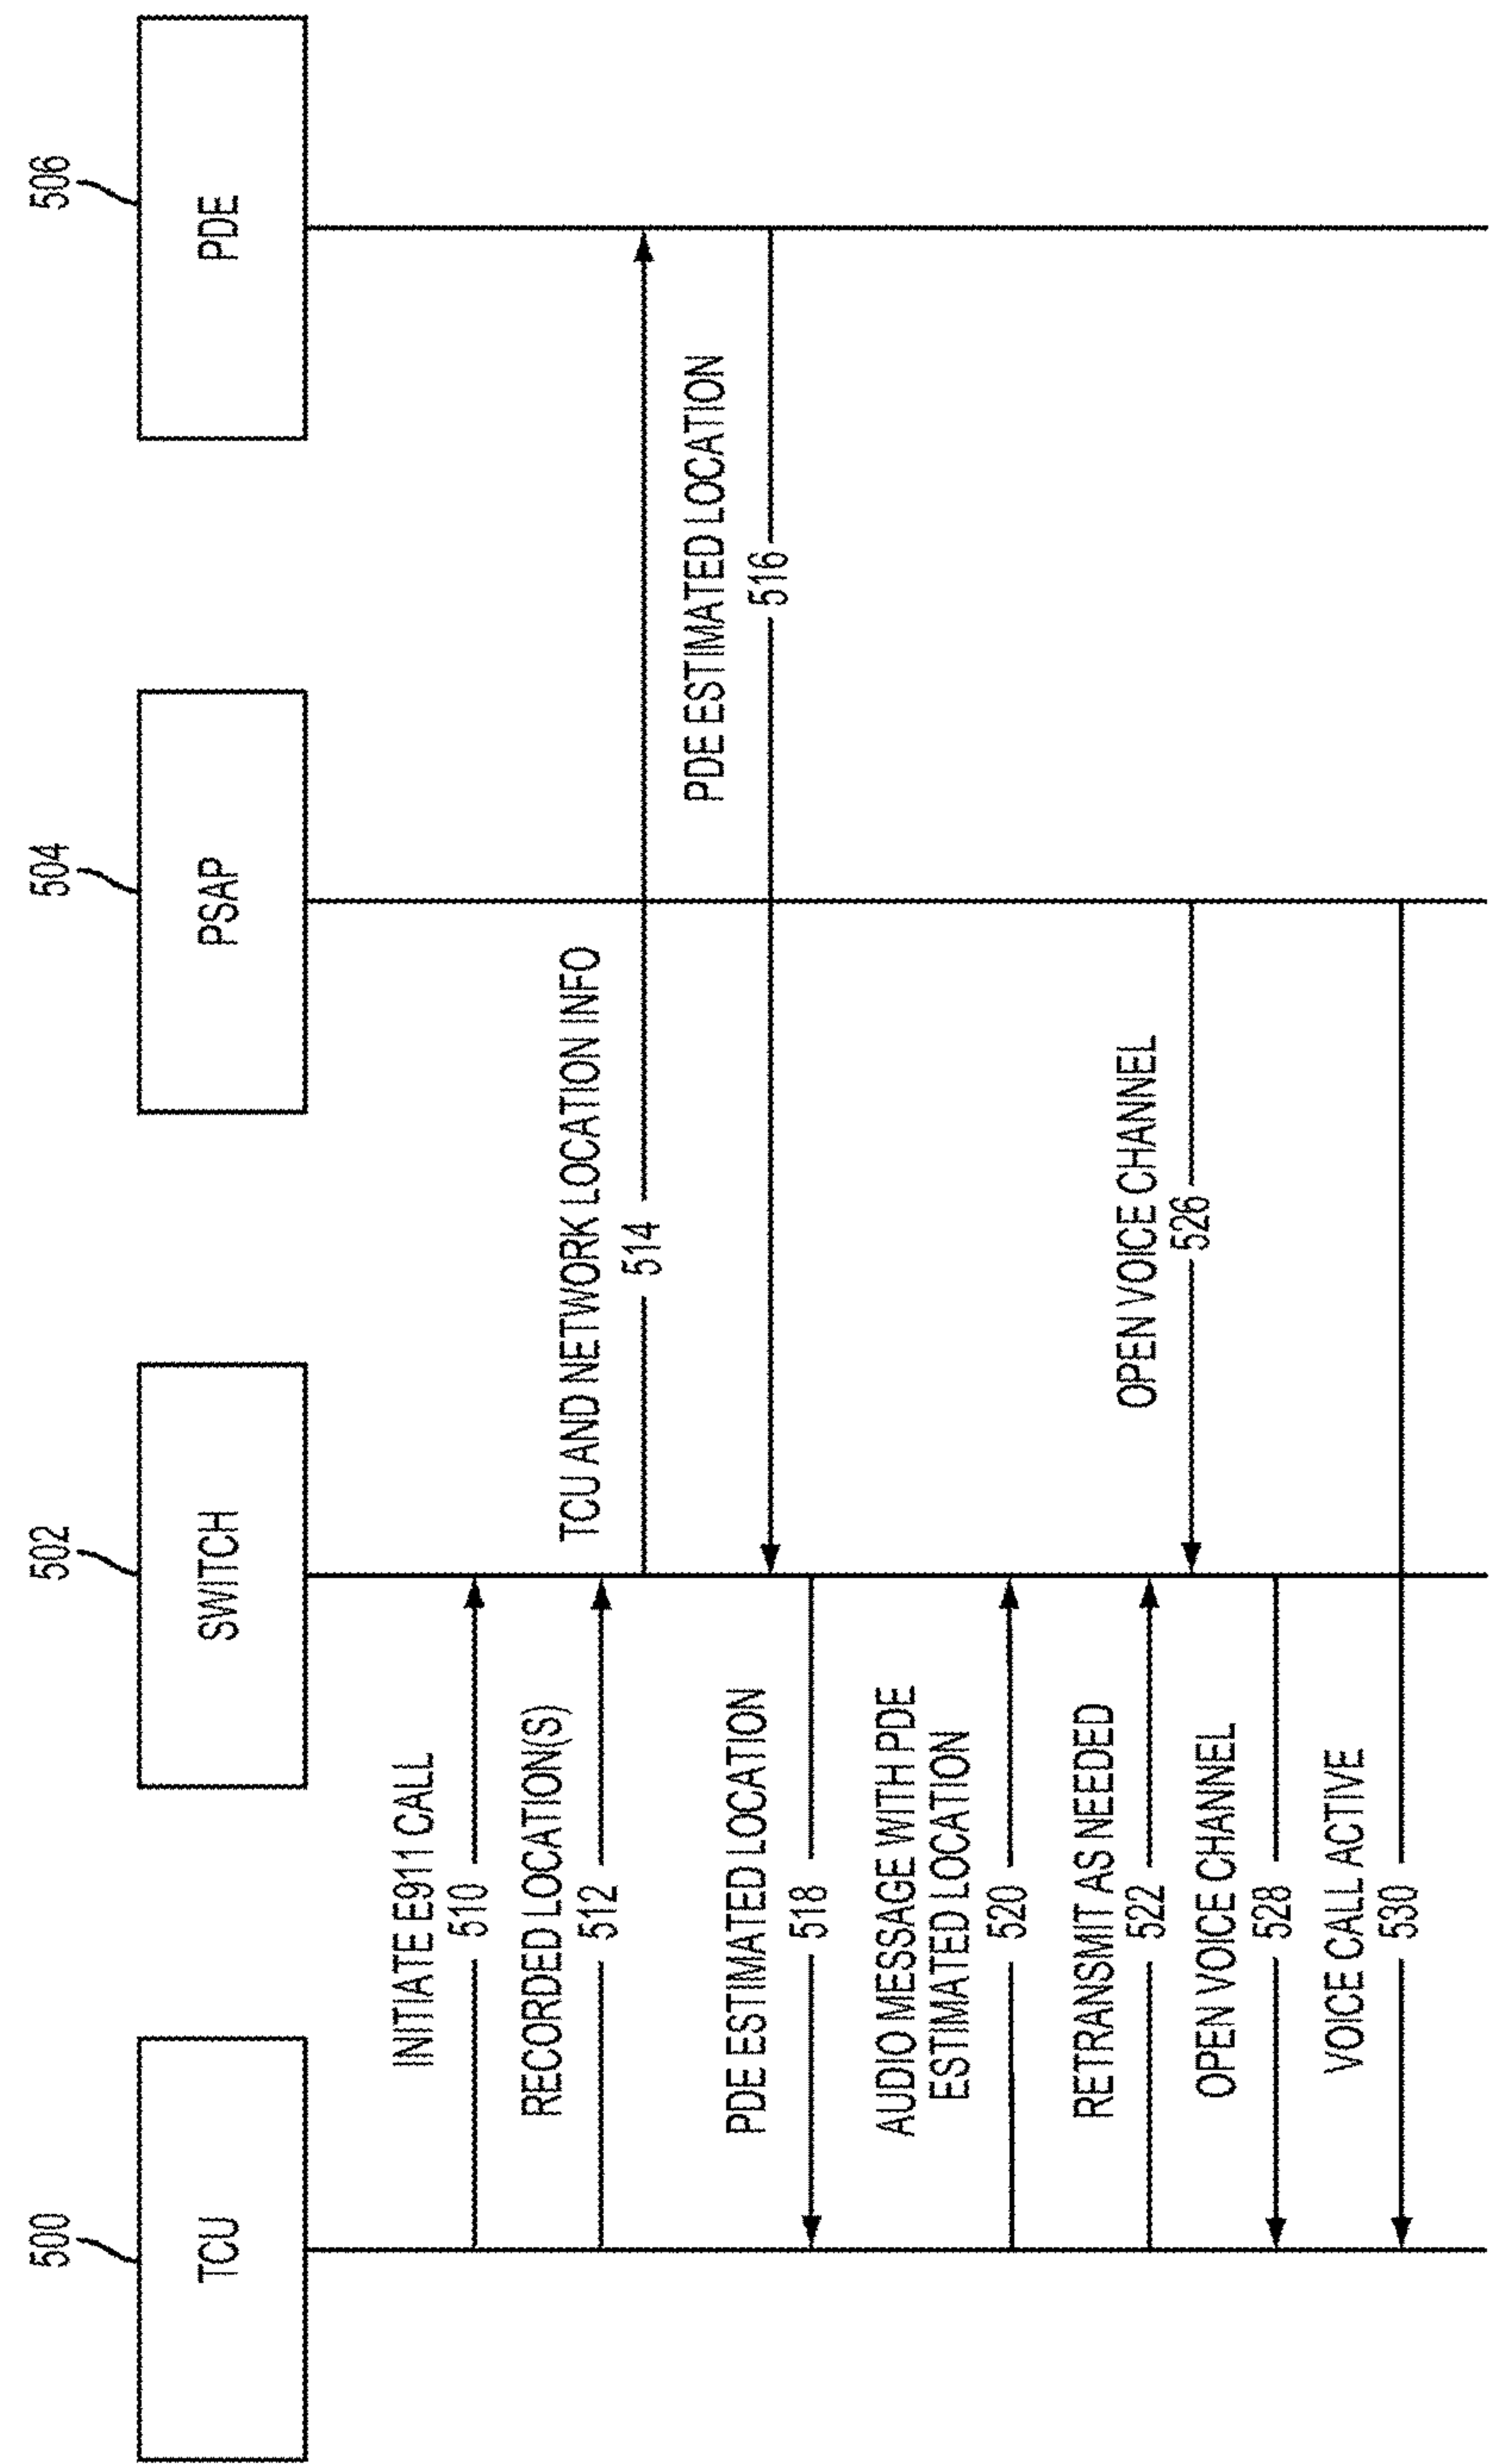 500
TCU
502
SWITCH
504
PSAP
506
PDE
INITIATE E911 CALL
510
RECORDED LOCATION(S)
512
TCU AND NETWORK LOCATION INFO
514
PDE ESTIMATED LOCATION
516
PDE ESTIMATED LOCATION
518
AUDIO MESSAGE WITH PDE
ESTIMATED LOCATION
520
RETRANSMIT AS NEEDED
522
OPEN VOICE CHANNEL
526
OPEN VOICE CHANNEL
528
VOICE CALL ACTIVE
530